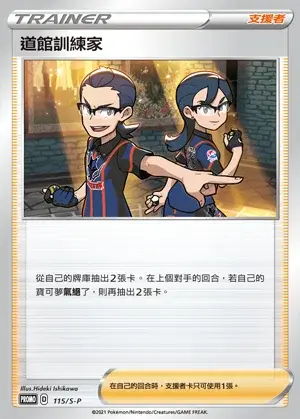 TRAINER
支援者
道館訓練家
從自己的牌庫抽出2張卡。在上個對手的回合,若自己的
寶可夢氣絕了,則再抽出2張卡。
Illus.Hideki Ishikawa
PROMO D 115/S-P
在自己的回合時,支援者卡只可使用1張。
©2021 Pokémon/Nintendo/Creatures/GAME FREAK.